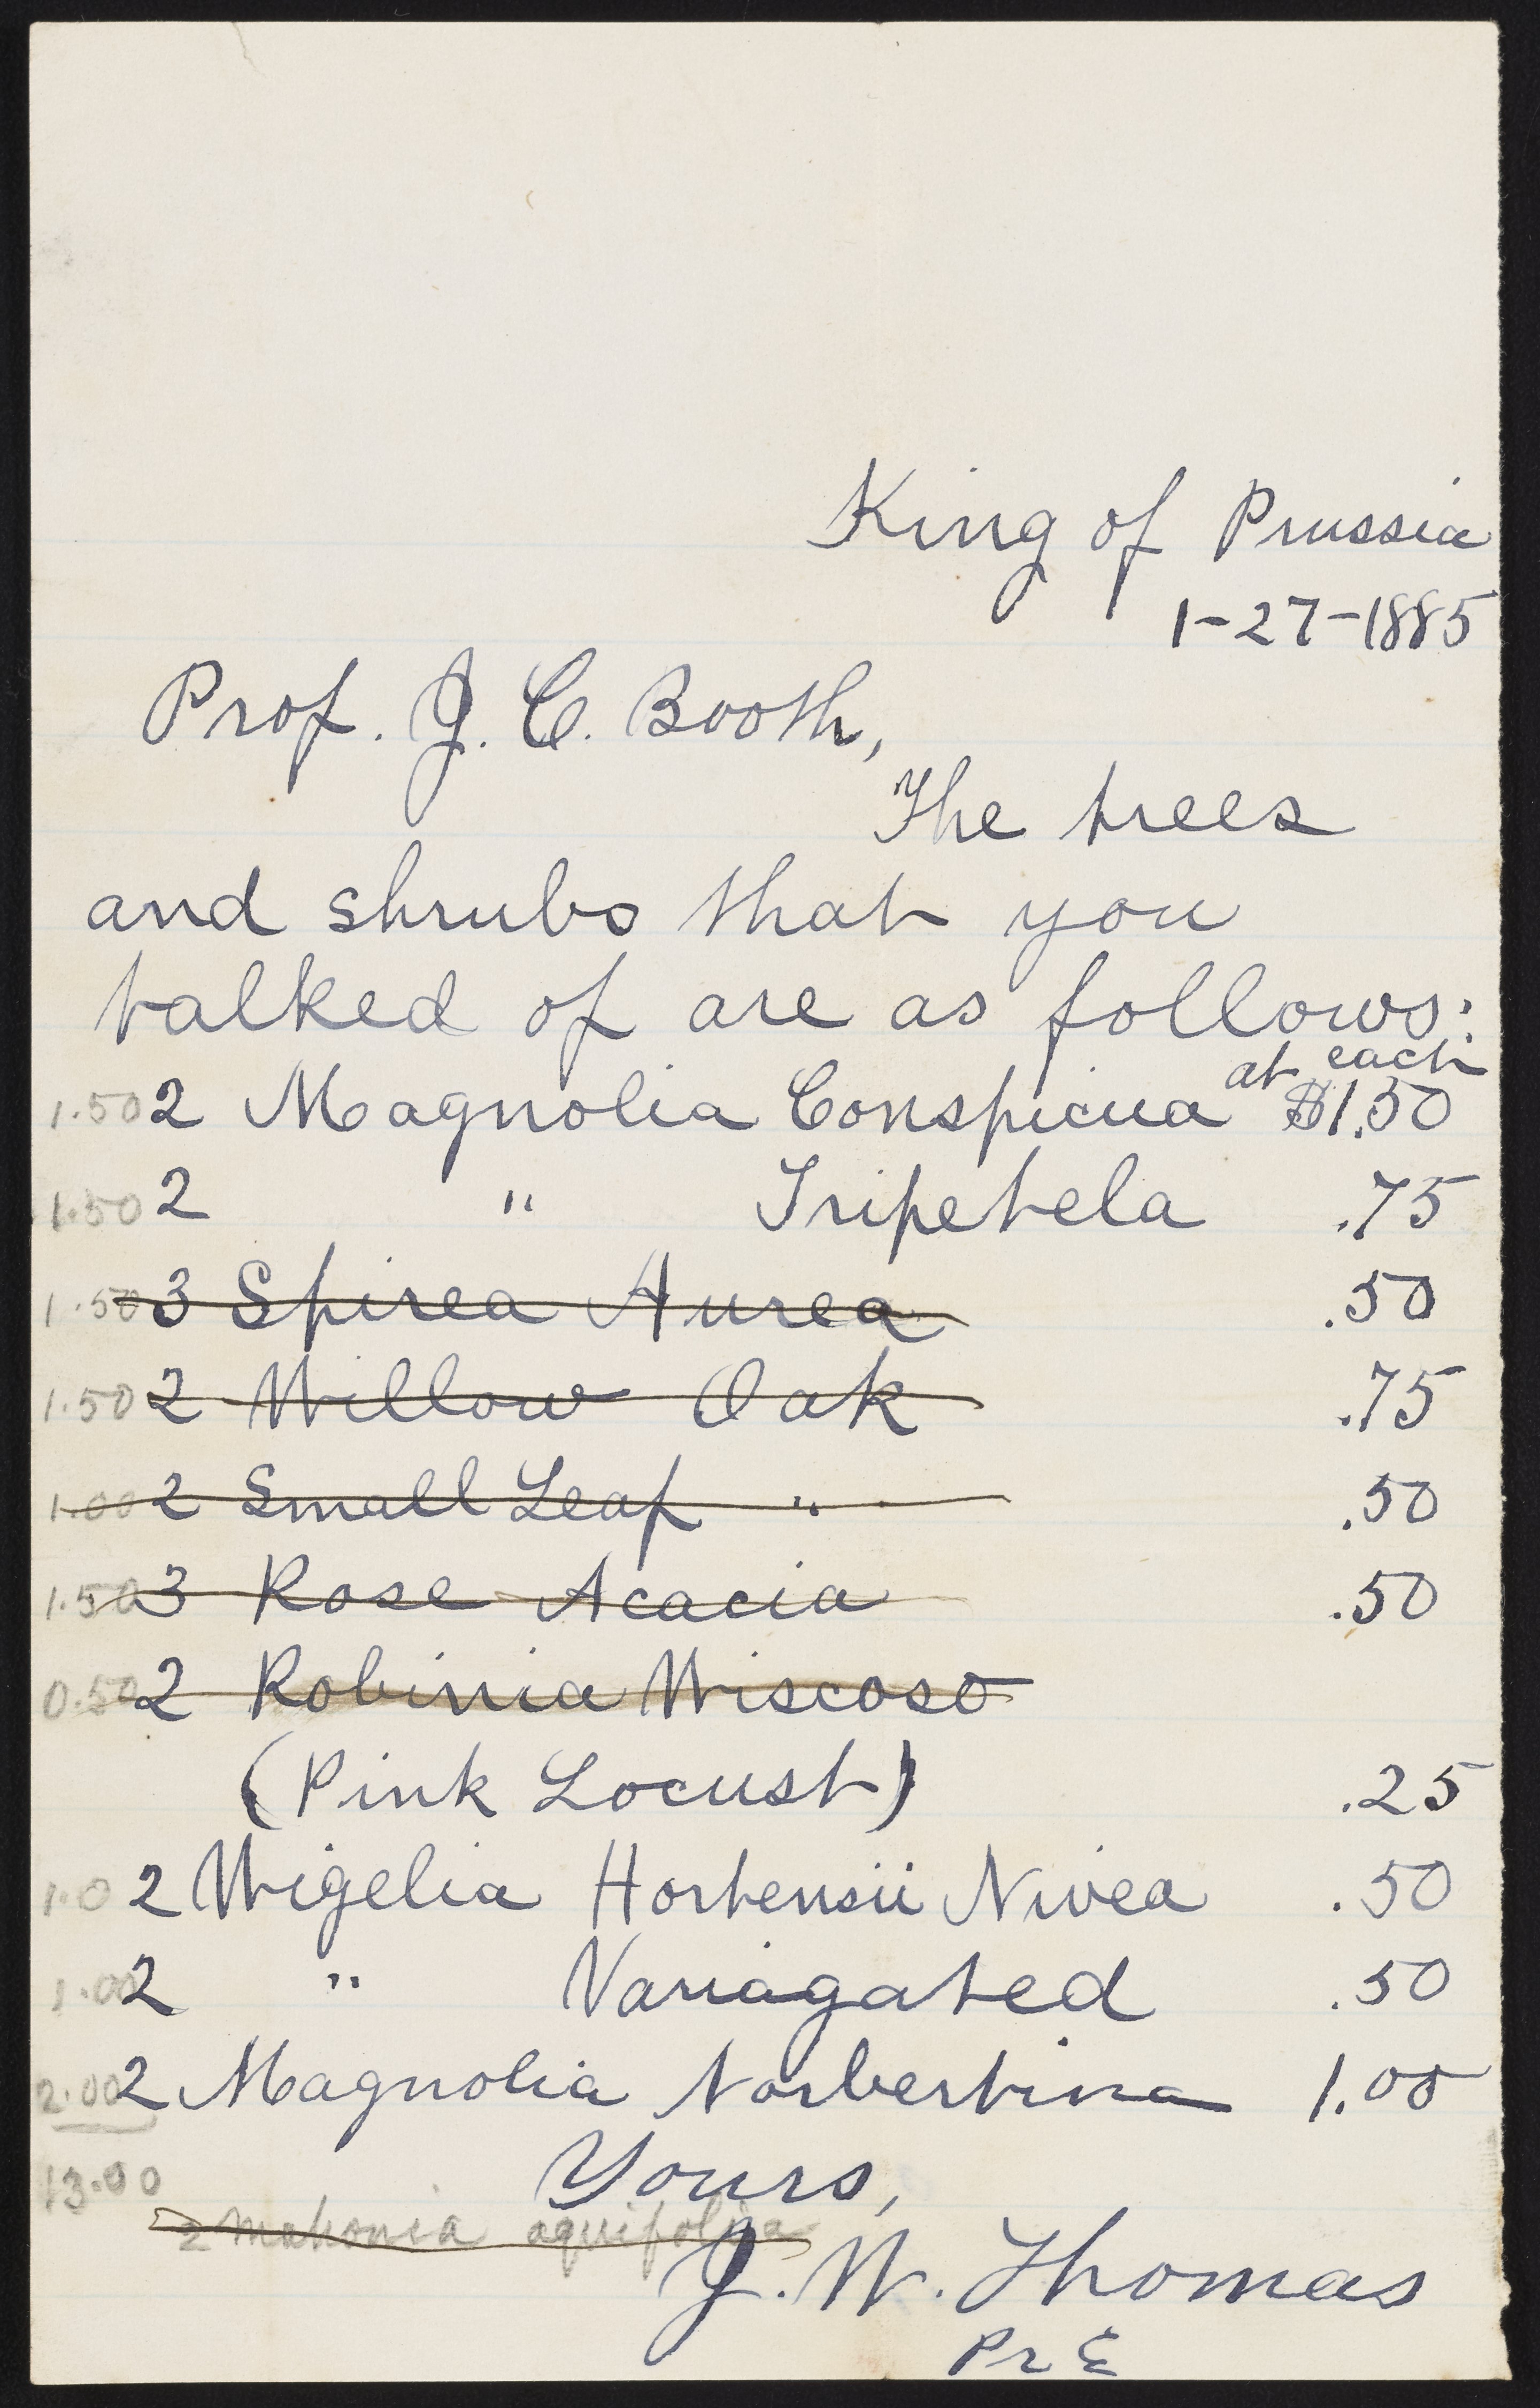 King of Prussia
1-27-1885
Prof. J. C. Booth,
The trees
and shrubs that you
talked of are as follows:
at each
1.50 2 Magnolia Conspicua $1.50
1.50 2 " Tripetela .75
1.50 3 Spirea Aurea .50
1.50 2 Willow Oak .75
1.00 2 Small Leaf " .50
1.50 3 Rose Acacia .50
0.50 2 Robinia Wiscoso
(Pink Locust) .25
1.0 2 Wigelia Hortensii Nivea .50
1.00 2 " Variagated .50
2.00 2 Magnolia Norbertina 1.00
13.00
Yours,
2 mahonia aquifolia
J. W. Thomas
Pr E